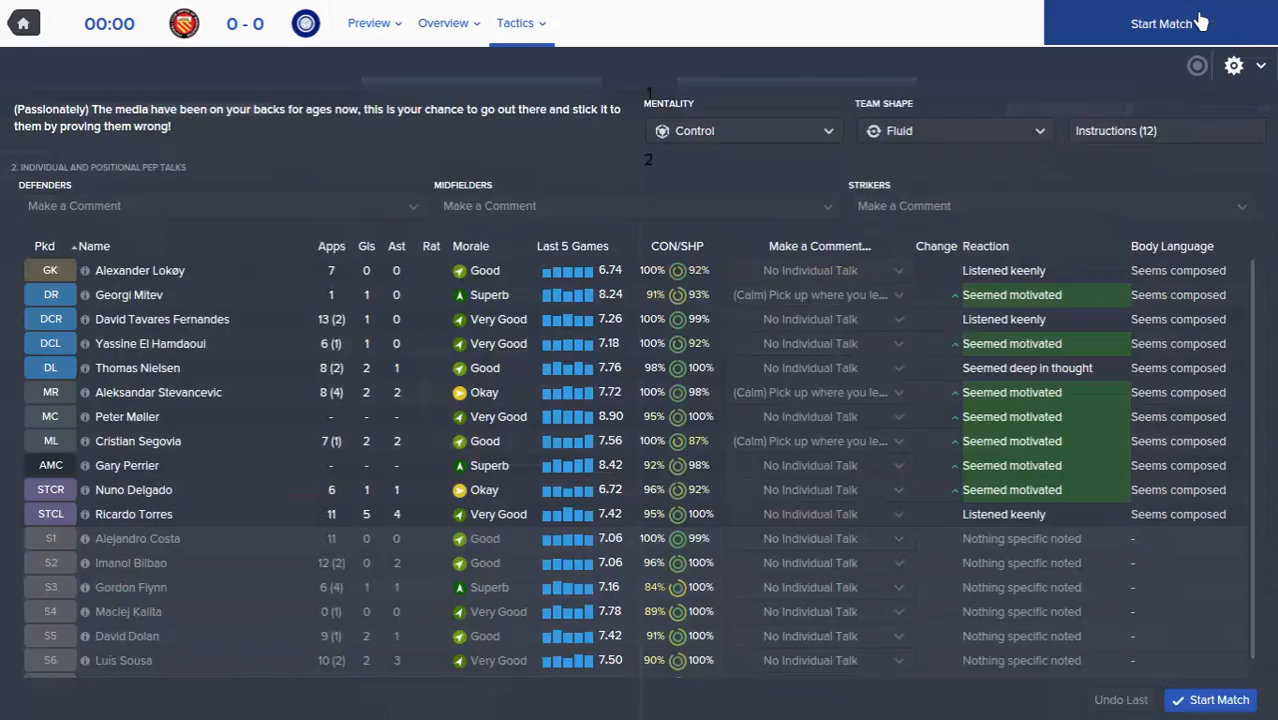 00:00 0 - 0 Preview Overview Tactics Start Match
(Passionately) The media have been on your backs for ages now, this is your chance to go out there and stick it to
them by proving them wrong!
1
MENTALITY TEAM SHAPE
Control Fluid Instructions (12)
2
2. INDIVIDUAL AND POSITIONAL PEP TALKS
DEFENDERS MIDFIELDERS STRIKERS
Make a Comment Make a Comment Make a Comment
Pkd Name Apps Gls Ast Rat Morale Last 5 Games CON/SHP Make a Comment... Change Reaction Body Language
GK Alexander Lokøy 7 0 0 Good 6.74 100% 92% No Individual Talk Listened keenly Seems composed
DR Georgi Mitev 1 1 0 Superb 8.24 91% 93% (Calm) Pick up where you le... Seemed motivated Seems composed
DCR David Tavares Fernandes 13 (2) 1 0 Very Good 7.26 100% 99% No Individual Talk Listened keenly Seems composed
DCL Yassine El Hamdaoui 6 (1) 1 0 Very Good 7.18 100% 92% No Individual Talk Seemed motivated Seems composed
DL Thomas Nielsen 8 (2) 2 1 Good 7.76 98% 100% No Individual Talk Seemed deep in thought Seems composed
MR Aleksandar Stevancevic 8 (4) 2 2 Okay 7.72 100% 98% (Calm) Pick up where you le... Seemed motivated Seems composed
MC Peter Møller - - - Very Good 8.90 95% 100% No Individual Talk Seemed motivated Seems composed
ML Cristian Segovia 7 (1) 2 2 Good 7.56 100% 87% (Calm) Pick up where you le... Seemed motivated Seems composed
AMC Gary Perrier - - - Superb 8.42 92% 98% No Individual Talk Seemed motivated Seems composed
STCR Nuno Delgado 6 1 1 Okay 6.72 96% 92% No Individual Talk Seemed motivated Seems composed
STCL Ricardo Torres 11 5 4 Very Good 7.42 95% 100% No Individual Talk Listened keenly Seems composed
S1 Alejandro Costa 11 0 0 Good 7.06 100% 99% No Individual Talk Nothing specific noted -
S2 Imanol Bilbao 12 (2) 0 2 Good 7.06 96% 100% No Individual Talk Nothing specific noted -
S3 Gordon Flynn 6 (4) 1 1 Superb 7.16 84% 100% No Individual Talk Nothing specific noted -
S4 Maciej Kalita 0 (1) 0 0 Very Good 7.78 89% 100% No Individual Talk Nothing specific noted -
S5 David Dolan 9 (1) 2 1 Good 7.42 91% 100% No Individual Talk Nothing specific noted -
S6 Luís Sousa 10 (2) 2 3 Very Good 7.50 90% 100% No Individual Talk Nothing specific noted -
Undo Last Start Match